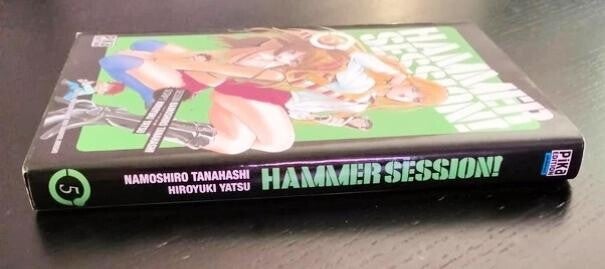 HAMMER
SESSION!
5
NAMOSHIRO TANAHASHI
HIROYUKI YATSU
HAMMER SESSION!
PIKA
ÉDITION